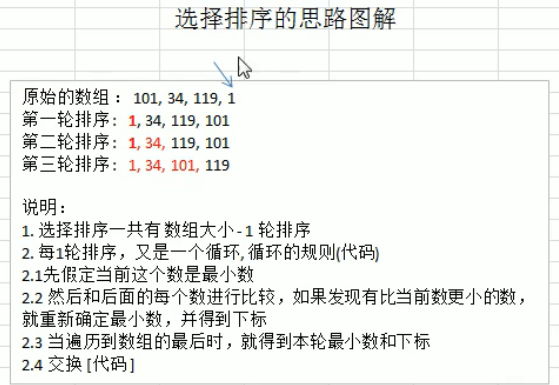 选择排序的思路图解
原始的数组： 101, 34, 119, 1
第一轮排序: 1, 34, 119, 101
第二轮排序: 1, 34, 119, 101
第三轮排序: 1, 34, 101, 119
说明：
1. 选择排序一共有 数组大小 - 1 轮排序
2. 每1轮排序，又是一个循环, 循环的规则(代码)
2.1先假定当前这个数是最小数
2.2 然后和后面的每个数进行比较，如果发现有比当前数更小的数，
就重新确定最小数，并得到下标
2.3 当遍历到数组的最后时，就得到本轮最小数和下标
2.4 交换 [代码]